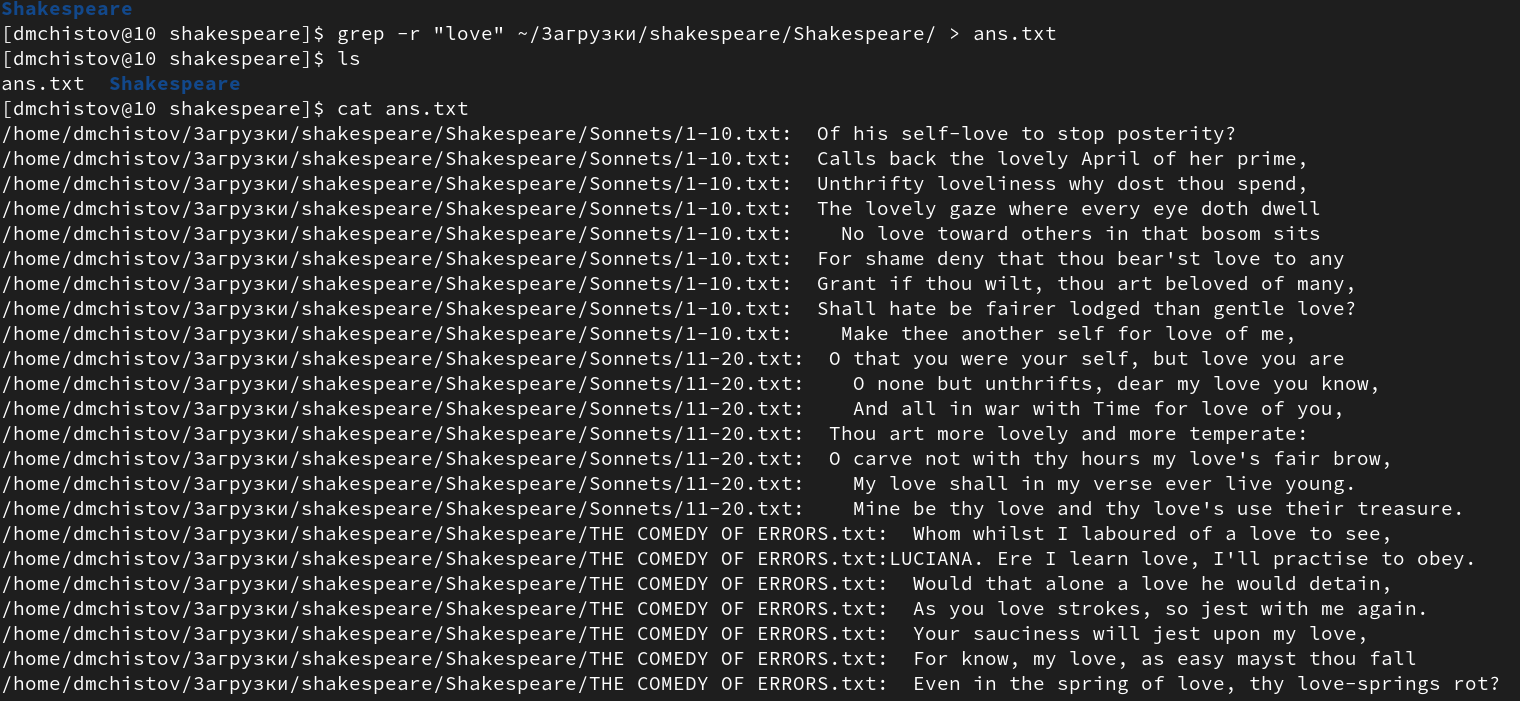 Shakespeare
[dmchistov@10 shakespeare]$ grep -r "love" ~/Загрузки/shakespeare/Shakespeare/ > ans.txt
[dmchistov@10 shakespeare]$ ls
ans.txt  Shakespeare
[dmchistov@10 shakespeare]$ cat ans.txt
/home/dmchistov/Загрузки/shakespeare/Shakespeare/Sonnets/1-10.txt:  Of his self-love to stop posterity?
/home/dmchistov/Загрузки/shakespeare/Shakespeare/Sonnets/1-10.txt:  Calls back the lovely April of her prime,
/home/dmchistov/Загрузки/shakespeare/Shakespeare/Sonnets/1-10.txt:  Unthrifty loveliness why dost thou spend,
/home/dmchistov/Загрузки/shakespeare/Shakespeare/Sonnets/1-10.txt:  The lovely gaze where every eye doth dwell
/home/dmchistov/Загрузки/shakespeare/Shakespeare/Sonnets/1-10.txt:    No love toward others in that bosom sits
/home/dmchistov/Загрузки/shakespeare/Shakespeare/Sonnets/1-10.txt:  For shame deny that thou bear'st love to any
/home/dmchistov/Загрузки/shakespeare/Shakespeare/Sonnets/1-10.txt:  Grant if thou wilt, thou art beloved of many,
/home/dmchistov/Загрузки/shakespeare/Shakespeare/Sonnets/1-10.txt:  Shall hate be fairer lodged than gentle love?
/home/dmchistov/Загрузки/shakespeare/Shakespeare/Sonnets/1-10.txt:    Make thee another self for love of me,
/home/dmchistov/Загрузки/shakespeare/Shakespeare/Sonnets/11-20.txt:  O that you were your self, but love you are
/home/dmchistov/Загрузки/shakespeare/Shakespeare/Sonnets/11-20.txt:    O none but unthrifts, dear my love you know,
/home/dmchistov/Загрузки/shakespeare/Shakespeare/Sonnets/11-20.txt:    And all in war with Time for love of you,
/home/dmchistov/Загрузки/shakespeare/Shakespeare/Sonnets/11-20.txt:  Thou art more lovely and more temperate:
/home/dmchistov/Загрузки/shakespeare/Shakespeare/Sonnets/11-20.txt:  O carve not with thy hours my love's fair brow,
/home/dmchistov/Загрузки/shakespeare/Shakespeare/Sonnets/11-20.txt:    My love shall in my verse ever live young.
/home/dmchistov/Загрузки/shakespeare/Shakespeare/Sonnets/11-20.txt:    Mine be thy love and thy love's use their treasure.
/home/dmchistov/Загрузки/shakespeare/Shakespeare/THE COMEDY OF ERRORS.txt:  Whom whilst I laboured of a love to see,
/home/dmchistov/Загрузки/shakespeare/Shakespeare/THE COMEDY OF ERRORS.txt:LUCIANA. Ere I learn love, I'll practise to obey.
/home/dmchistov/Загрузки/shakespeare/Shakespeare/THE COMEDY OF ERRORS.txt:  Would that alone a love he would detain,
/home/dmchistov/Загрузки/shakespeare/Shakespeare/THE COMEDY OF ERRORS.txt:  As you love strokes, so jest with me again.
/home/dmchistov/Загрузки/shakespeare/Shakespeare/THE COMEDY OF ERRORS.txt:  Your sauciness will jest upon my love,
/home/dmchistov/Загрузки/shakespeare/Shakespeare/THE COMEDY OF ERRORS.txt:  For know, my love, as easy mayst thou fall
/home/dmchistov/Загрузки/shakespeare/Shakespeare/THE COMEDY OF ERRORS.txt:  Even in the spring of love, thy love-springs rot?